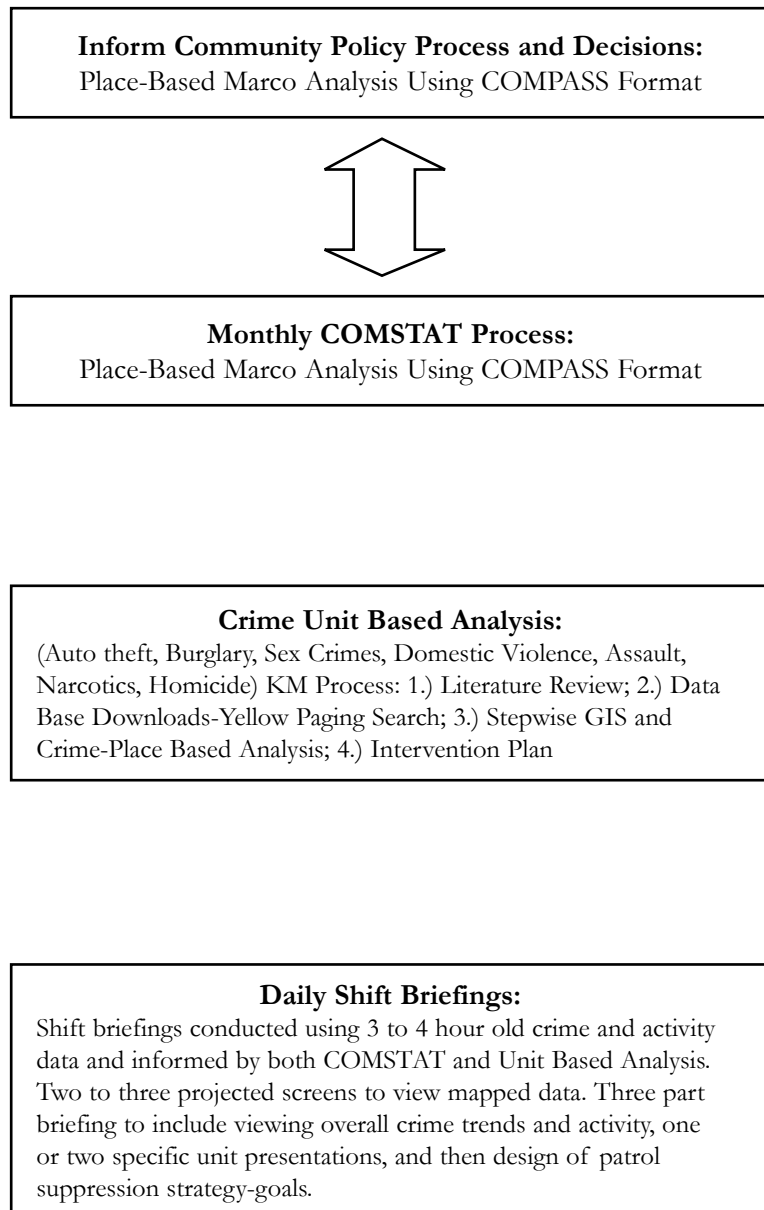 Inform Community Policy Process and Decisions:
Place-Based Marco Analysis Using COMPASS Format
Monthly COMSTAT Process:
Place-Based Marco Analysis Using COMPASS Format
Crime Unit Based Analysis:
(Auto theft, Burglary, Sex Crimes, Domestic Violence, Assault,
Narcotics, Homicide) KM Process: 1.) Literature Review; 2.) Data
Base Downloads-Yellow Paging Search; 3.) Stepwise GIS and
Crime-Place Based Analysis; 4.) Intervention Plan
Daily Shift Briefings:
Shift briefings conducted using 3 to 4 hour old crime and activity
data and informed by both COMSTAT and Unit Based Analysis.
Two to three projected screens to view mapped data. Three part
briefing to include viewing overall crime trends and activity, one
or two specific unit presentations, and then design of patrol
suppression strategy-goals.